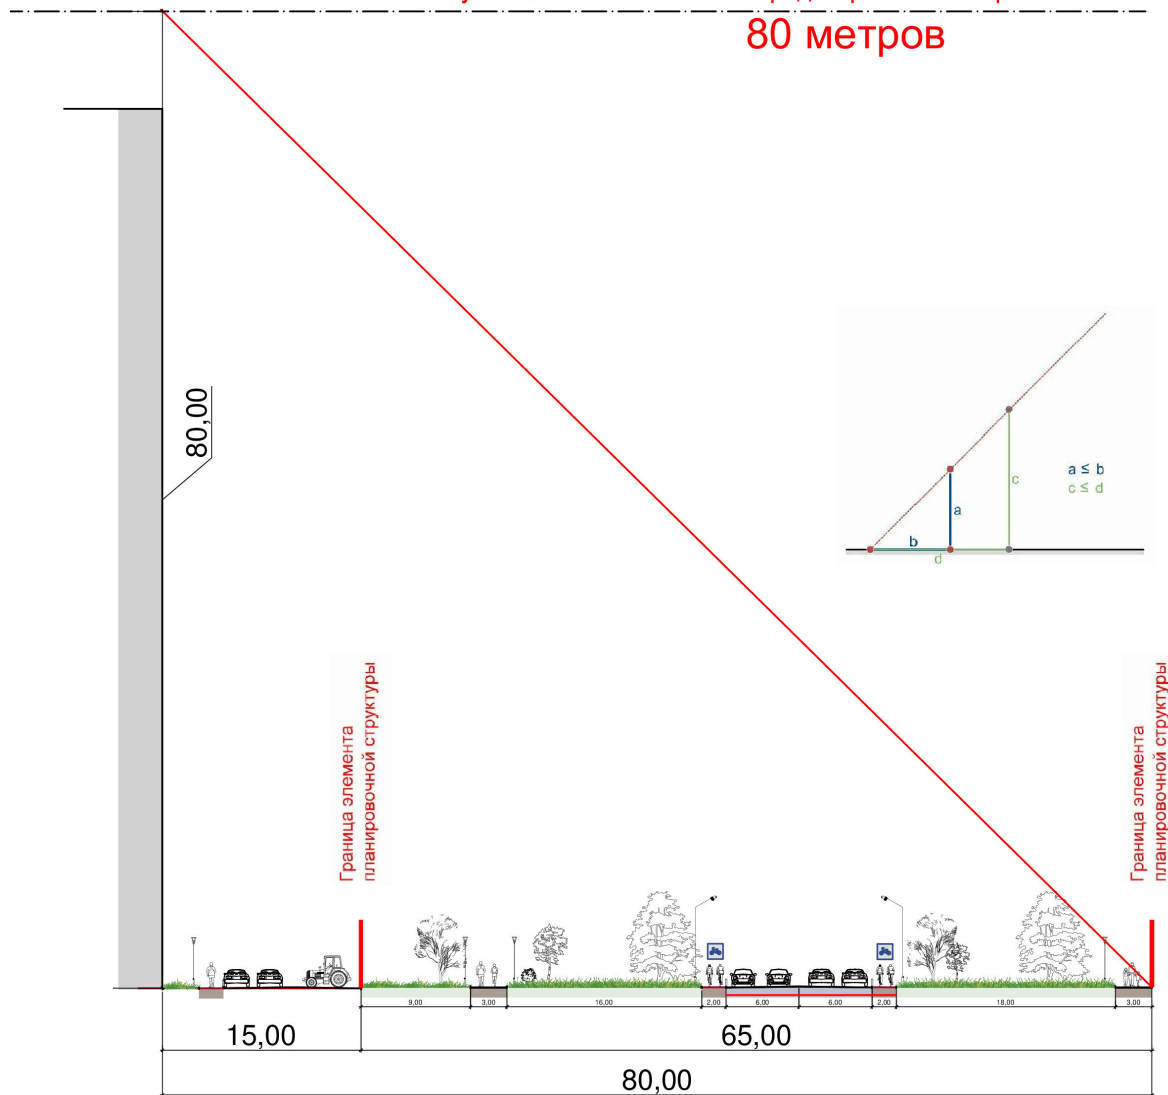 80 метров
80,00
a ≤ b
c ≤ d
c
a
b
d
Граница элемента
планировочной структуры
Граница элемента
планировочной структуры
9,00
3,00
16,00
2,00
6,00
6,00
2,00
18,00
3,00
15,00
65,00
80,00